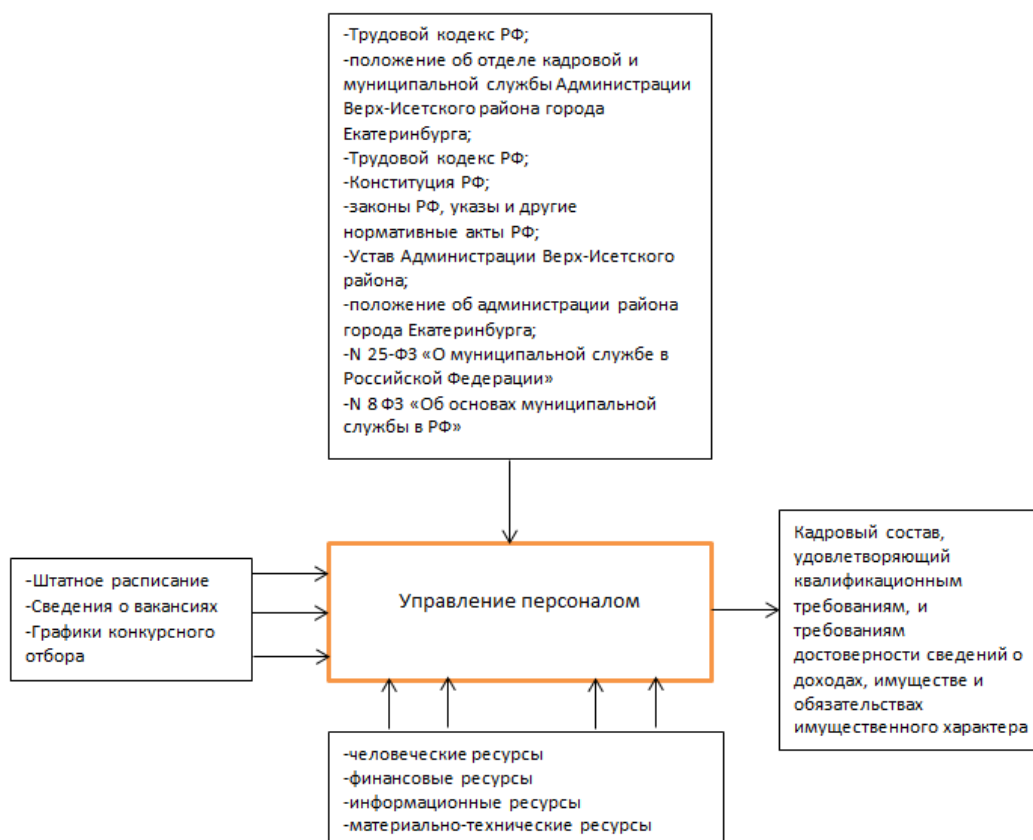 -Трудовой кодекс РФ;
-положение об отделе кадровой и
муниципальной службы Администрации
Верх-Исетского района города
Екатеринбурга;
-Трудовой кодекс РФ;
-Конституция РФ;
-законы РФ, указы и другие
нормативные акты РФ;
-Устав Администрации Верх-Исетского
района;
-положение об администрации района
города Екатеринбурга;
-N 25-ФЗ «О муниципальной службе в
Российской Федерации»
-N 8 ФЗ «Об основах муниципальной
службы в РФ»
-Штатное расписание
-Сведения о вакансиях
-Графики конкурсного
отбора
Управление персоналом
Кадровый состав,
удовлетворяющий
квалификационным
требованиям, и
требованиям
достоверности сведений о
доходах, имуществе и
обязательствах
имущественного характера
-человеческие ресурсы
-финансовые ресурсы
-информационные ресурсы
-материально-технические ресурсы